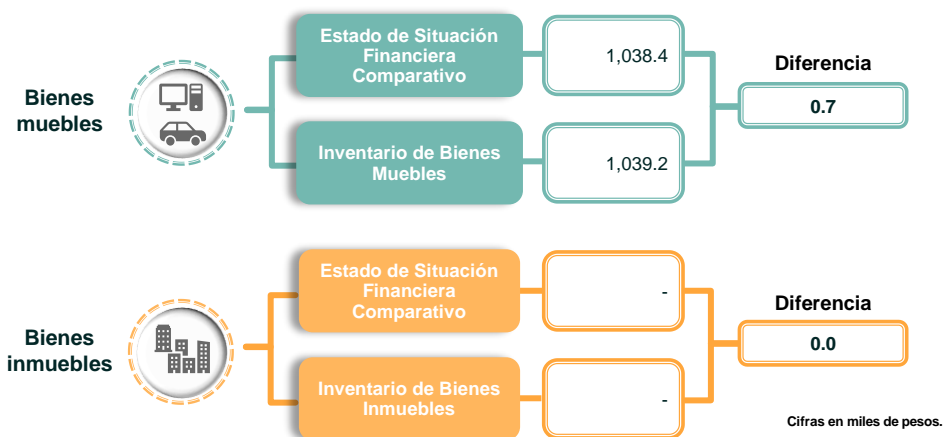 Bienes
muebles
Estado de Situación
Financiera
Comparativo
1,038.4
Inventario de Bienes
Muebles
1,039.2
Diferencia
0.7
Bienes
inmuebles
Estado de Situación
Financiera
Comparativo
-
Inventario de Bienes
Inmuebles
-
Diferencia
0.0
Cifras en miles de pesos.